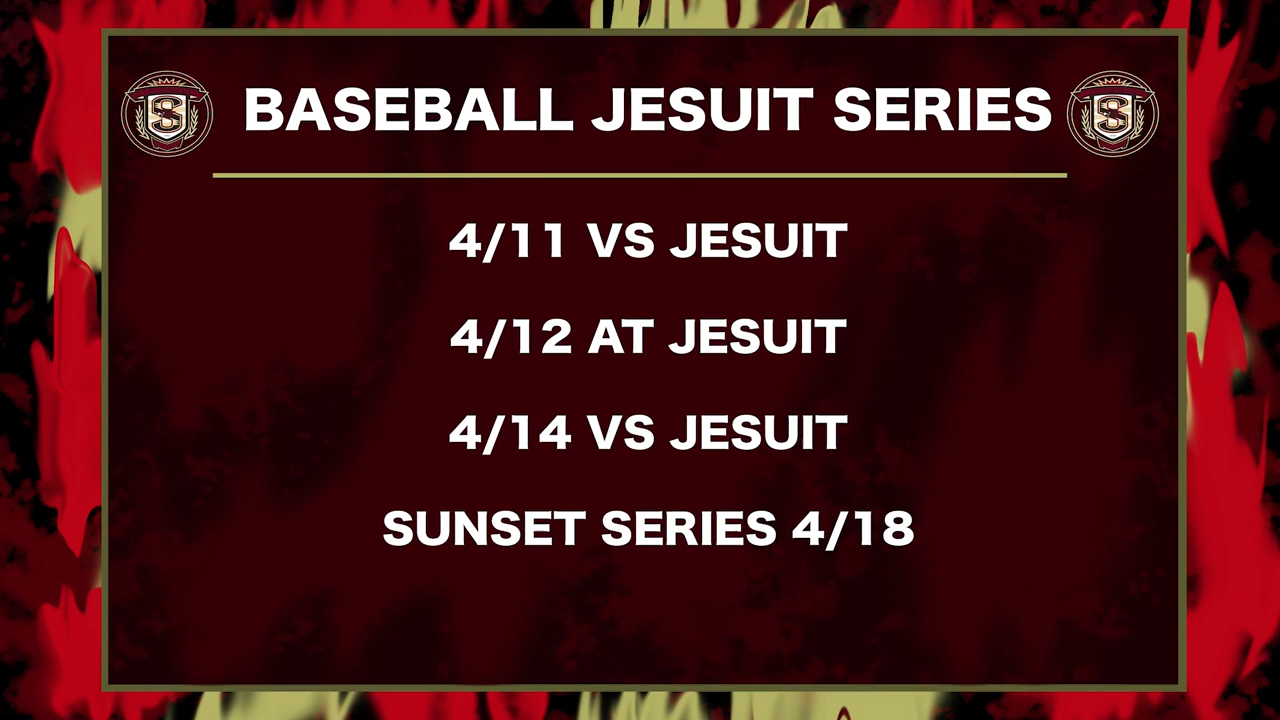 BASEBALL JESUIT SERIES
4/11 VS JESUIT
4/12 AT JESUIT
4/14 VS JESUIT
SUNSET SERIES 4/18